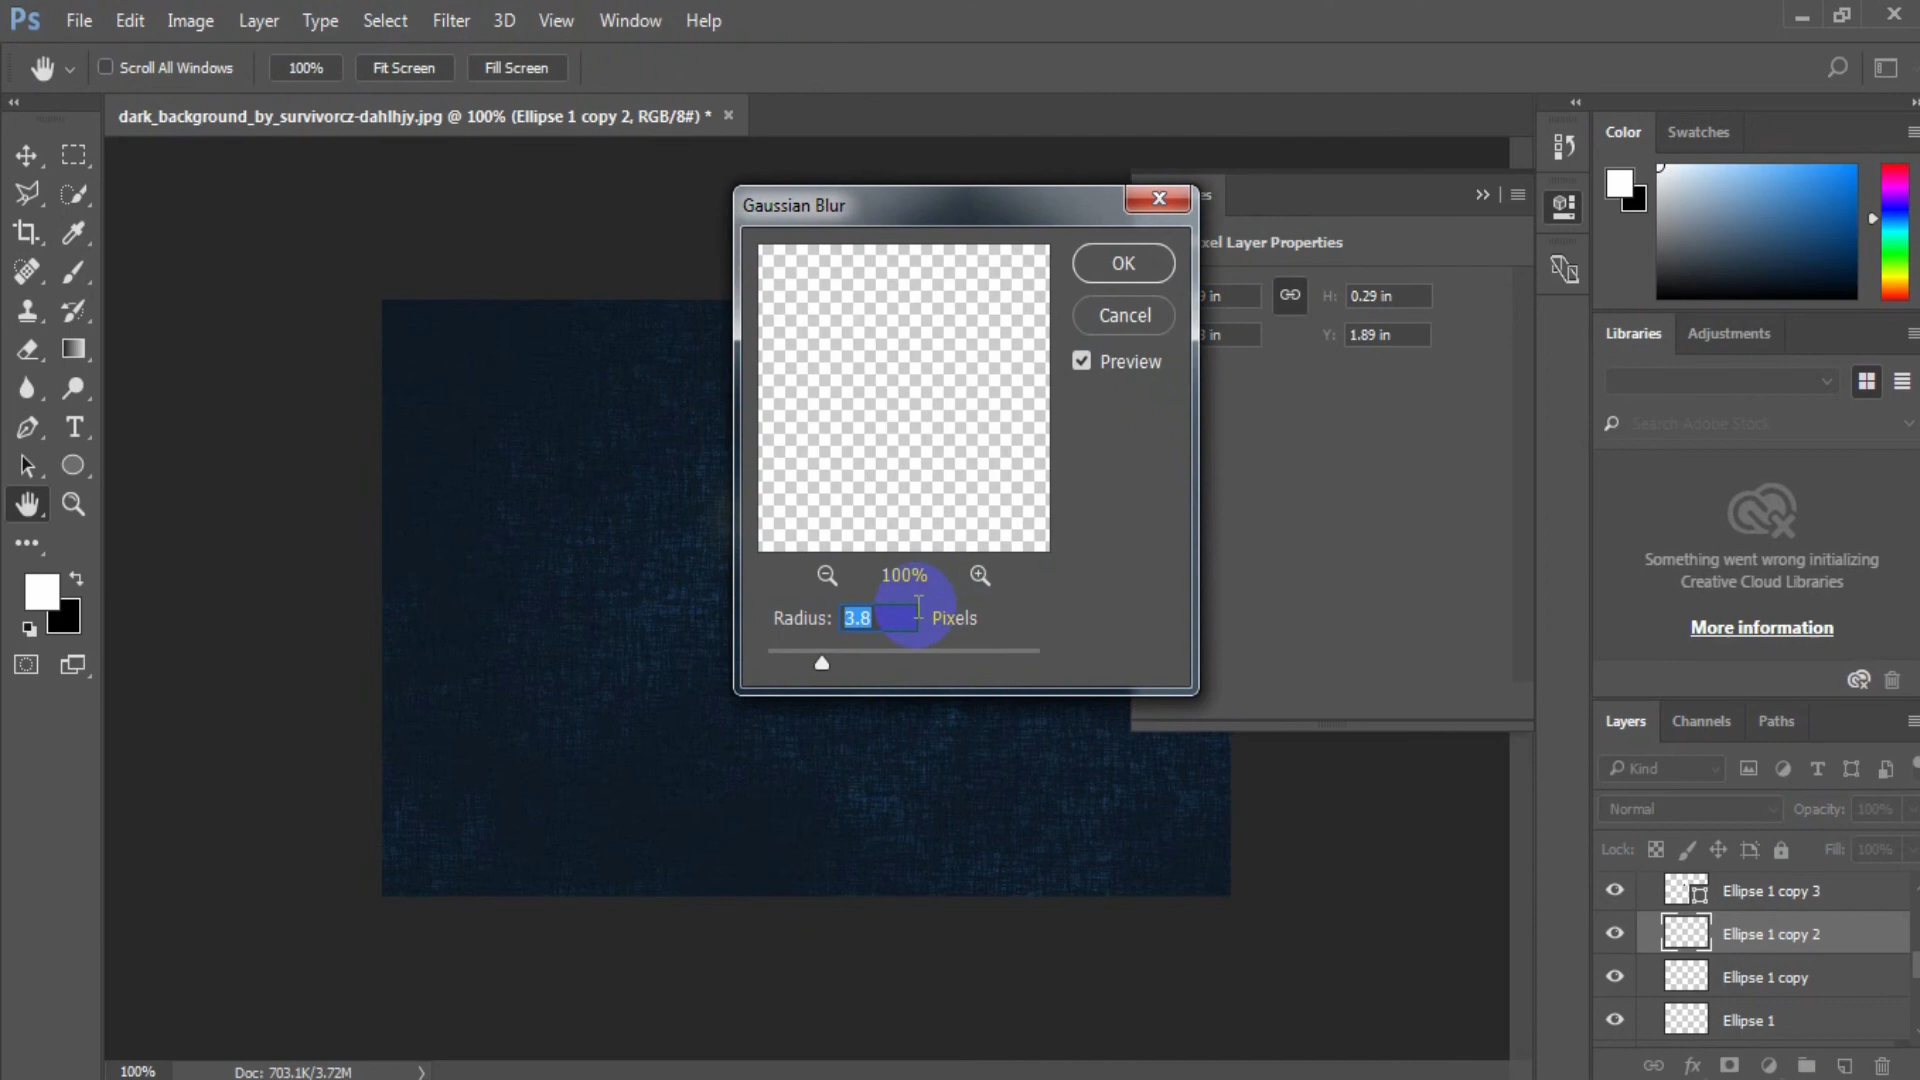 Ps File Edit Image Layer Type Select Filter 3D View Window Help
Scroll All Windows 100% Fit Screen Fill Screen
dark_background_by_survivorcz-dahlhjy.jpg @ 100% (Ellipse 1 copy 2, RGB/8#) * ×
Color Swatches
Gaussian Blur
OK
Cancel
Preview
100%
Radius: 3.8 Pixels
xel Layer Properties
in H: 0.29 in
in Y: 1.89 in
Libraries Adjustments
Search Adobe Stock
Something went wrong initializing
Creative Cloud Libraries
More information
Layers Channels Paths
Kind
Normal Opacity: 100%
Lock: Fill: 100%
Ellipse 1 copy 3
Ellipse 1 copy 2
Ellipse 1 copy
Ellipse 1
100% Doc: 703.1K/3.72M